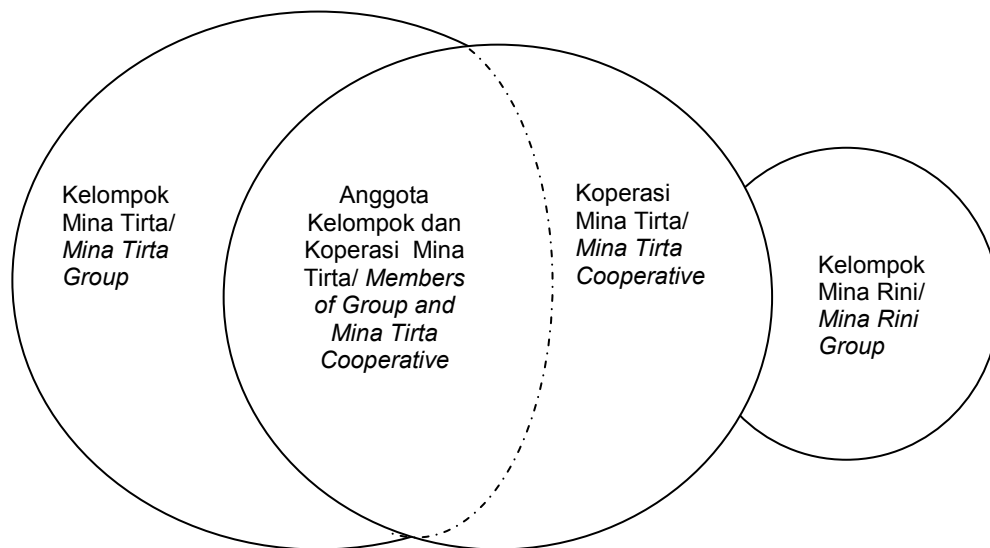 Kelompok
Mina Tirta/
Mina Tirta
Group
Anggota
Kelompok dan
Koperasi Mina
Tirta/ Members
of Group and
Mina Tirta
Cooperative
Koperasi
Mina Tirta/
Mina Tirta
Cooperative
Kelompok
Mina Rini/
Mina Rini
Group